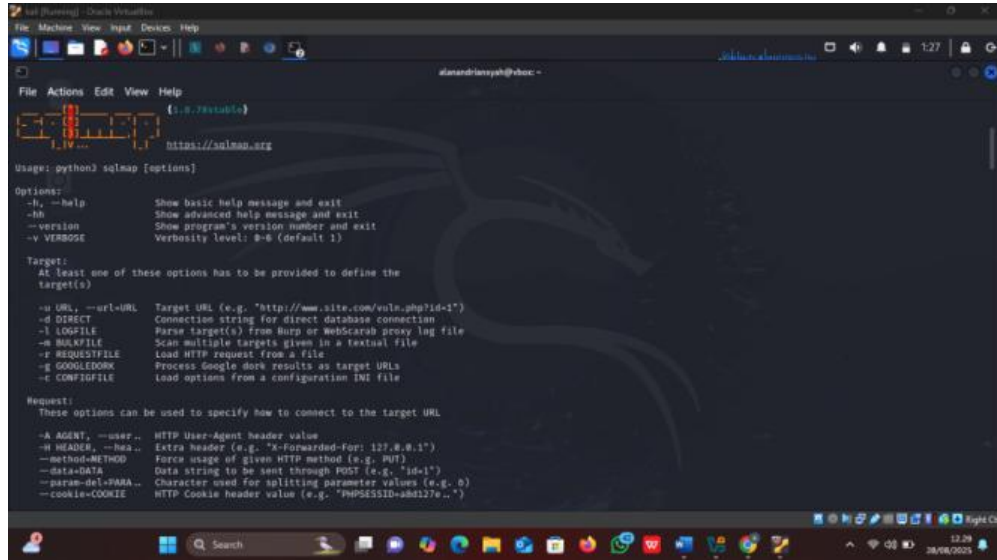 kali [Running] - Oracle VirtualBox
File Machine View Input Devices Help
1:27
alanandriansyah@vbox: ~
File Actions Edit View Help
{1.8.7#stable}
https://sqlmap.org
Usage: python3 sqlmap [options]
Options:
-h, --help Show basic help message and exit
-hh Show advanced help message and exit
--version Show program's version number and exit
-v VERBOSE Verbosity level: 0-6 (default 1)
Target:
At least one of these options has to be provided to define the
target(s)
-u URL, --url=URL Target URL (e.g. "http://www.site.com/vuln.php?id=1")
-d DIRECT Connection string for direct database connection
-l LOGFILE Parse target(s) from Burp or WebScarab proxy log file
-m BULKFILE Scan multiple targets given in a textual file
-r REQUESTFILE Load HTTP request from a file
-g GOOGLEDORK Process Google dork results as target URLs
-c CONFIGFILE Load options from a configuration INI file
Request:
These options can be used to specify how to connect to the target URL
-A AGENT, --user.. HTTP User-Agent header value
-H HEADER, --hea.. Extra header (e.g. "X-Forwarded-For: 127.0.0.1")
--method=METHOD Force usage of given HTTP method (e.g. PUT)
--data=DATA Data string to be sent through POST (e.g. "id=1")
--param-del=PARA.. Character used for splitting parameter values (e.g. &)
--cookie=COOKIE HTTP Cookie header value (e.g. "PHPSESSID=a8d127e..")
Right Ct
Search
12.29
28/08/2025